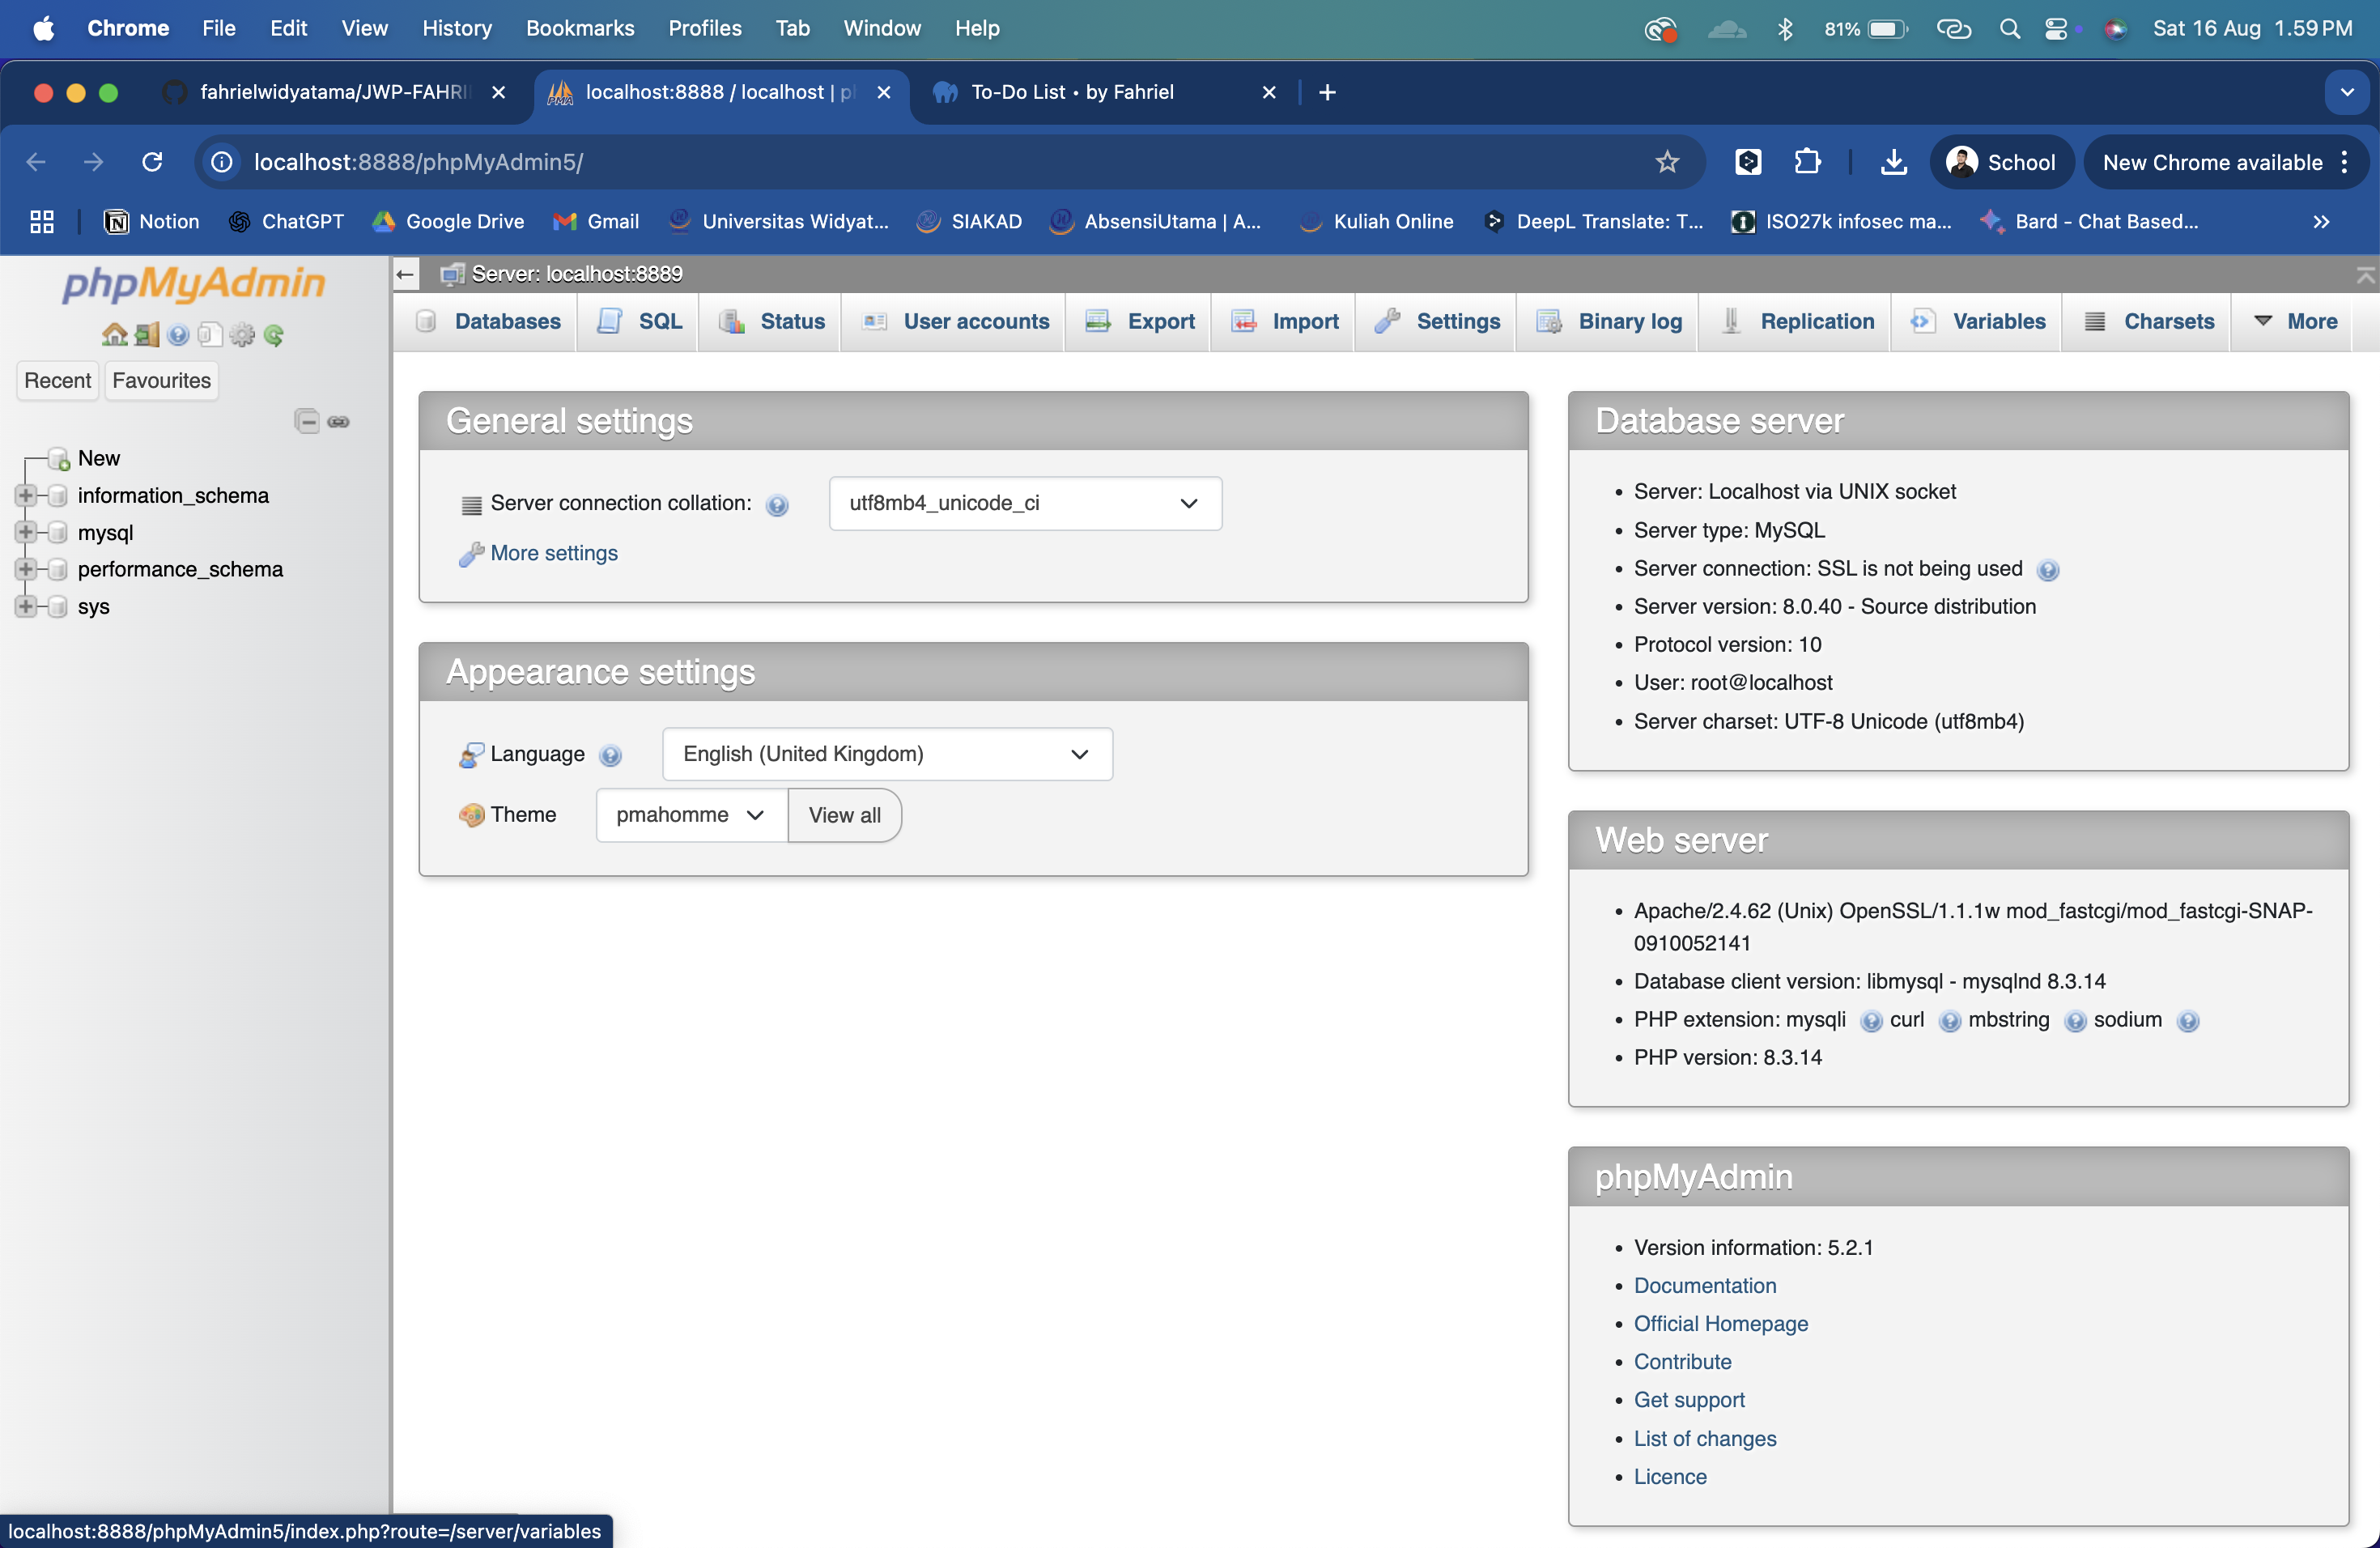 Chrome File Edit View History Bookmarks Profiles Tab Window Help 81% Sat 16 Aug 1.59 PM
fahrielwidyatama/JWP-FAHRI localhost:8888 / localhost | ph To-Do List • by Fahriel
localhost:8888/phpMyAdmin5/ School New Chrome available
Notion ChatGPT Google Drive Gmail Universitas Widyat... SIAKAD AbsensiUtama | A... Kuliah Online DeepL Translate: T... ISO27k infosec ma... Bard - Chat Based...
phpMyAdmin
Recent Favourites
New
information_schema
mysql
performance_schema
sys
Server: localhost:8889
Databases SQL Status User accounts Export Import Settings Binary log Replication Variables Charsets More
General settings
Server connection collation: utf8mb4_unicode_ci
More settings
Appearance settings
Language English (United Kingdom)
Theme pmahomme View all
Database server
Server: Localhost via UNIX socket
Server type: MySQL
Server connection: SSL is not being used
Server version: 8.0.40 - Source distribution
Protocol version: 10
User: root@localhost
Server charset: UTF-8 Unicode (utf8mb4)
Web server
Apache/2.4.62 (Unix) OpenSSL/1.1.1w mod_fastcgi/mod_fastcgi-SNAP-
0910052141
Database client version: libmysql - mysqlnd 8.3.14
PHP extension: mysqli curl mbstring sodium
PHP version: 8.3.14
phpMyAdmin
Version information: 5.2.1
Documentation
Official Homepage
Contribute
Get support
List of changes
Licence
localhost:8888/phpMyAdmin5/index.php?route=/server/variables